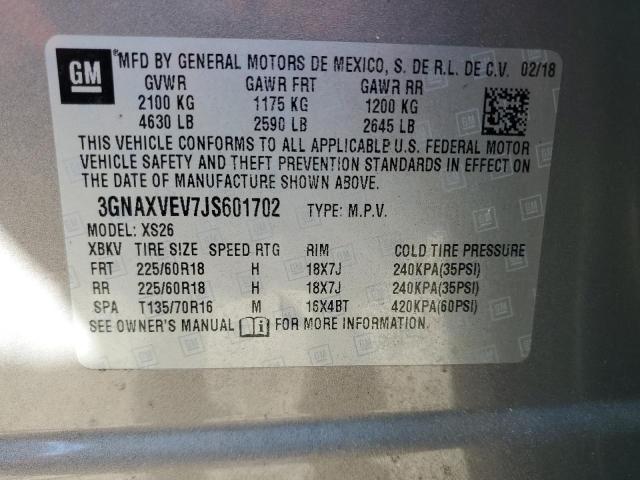 GM
MFD BY GENERAL MOTORS DE MEXICO, S. DE R.L. DE C.V. 02/18
GVWR GAWR FRT GAWR RR
2100 KG 1175 KG 1200 KG
4630 LB 2590 LB 2645 LB
THIS VEHICLE CONFORMS TO ALL APPLICABLE U.S. FEDERAL MOTOR
VEHICLE SAFETY AND THEFT PREVENTION STANDARDS IN EFFECT ON
THE DATE OF MANUFACTURE SHOWN ABOVE.
3GNAXVEV7JS601702 TYPE: M.P.V.
MODEL: XS26
XBKV TIRE SIZE SPEED RTG RIM COLD TIRE PRESSURE
FRT 225/60R18 H 18X7J 240KPA(35PSI)
RR 225/60R18 H 18X7J 240KPA(35PSI)
SPA T135/70R16 M 16X4BT 420KPA(60PSI)
SEE OWNER'S MANUAL FOR MORE INFORMATION.